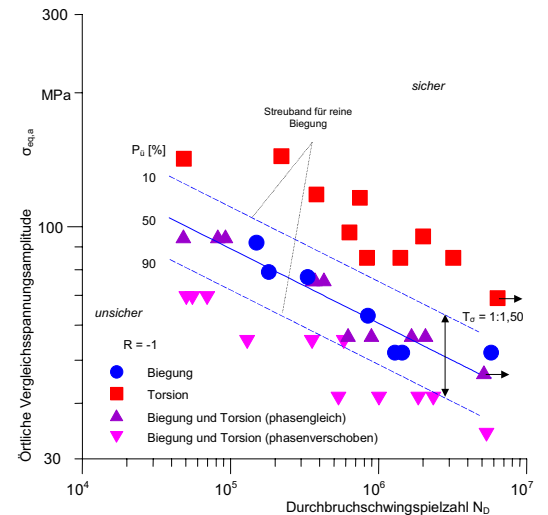 300
sicher
MPa
Streuband für reine
Biegung
σeq,a
Pü [%]
10
100
50
90
unsicher
Tσ = 1:1,50
R = -1
Biegung
Torsion
Biegung und Torsion (phasengleich)
Biegung und Torsion (phasenverschoben)
Örtliche Vergleichsspannungsamplitude
30
10⁴
10⁵
10⁶
10⁷
Durchbruchschwingspielzahl ND